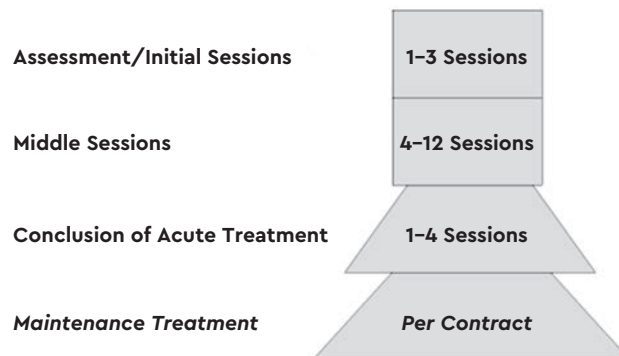 Assessment/Initial Sessions 1–3 Sessions
Middle Sessions 4–12 Sessions
Conclusion of Acute Treatment 1–4 Sessions
Maintenance Treatment Per Contract